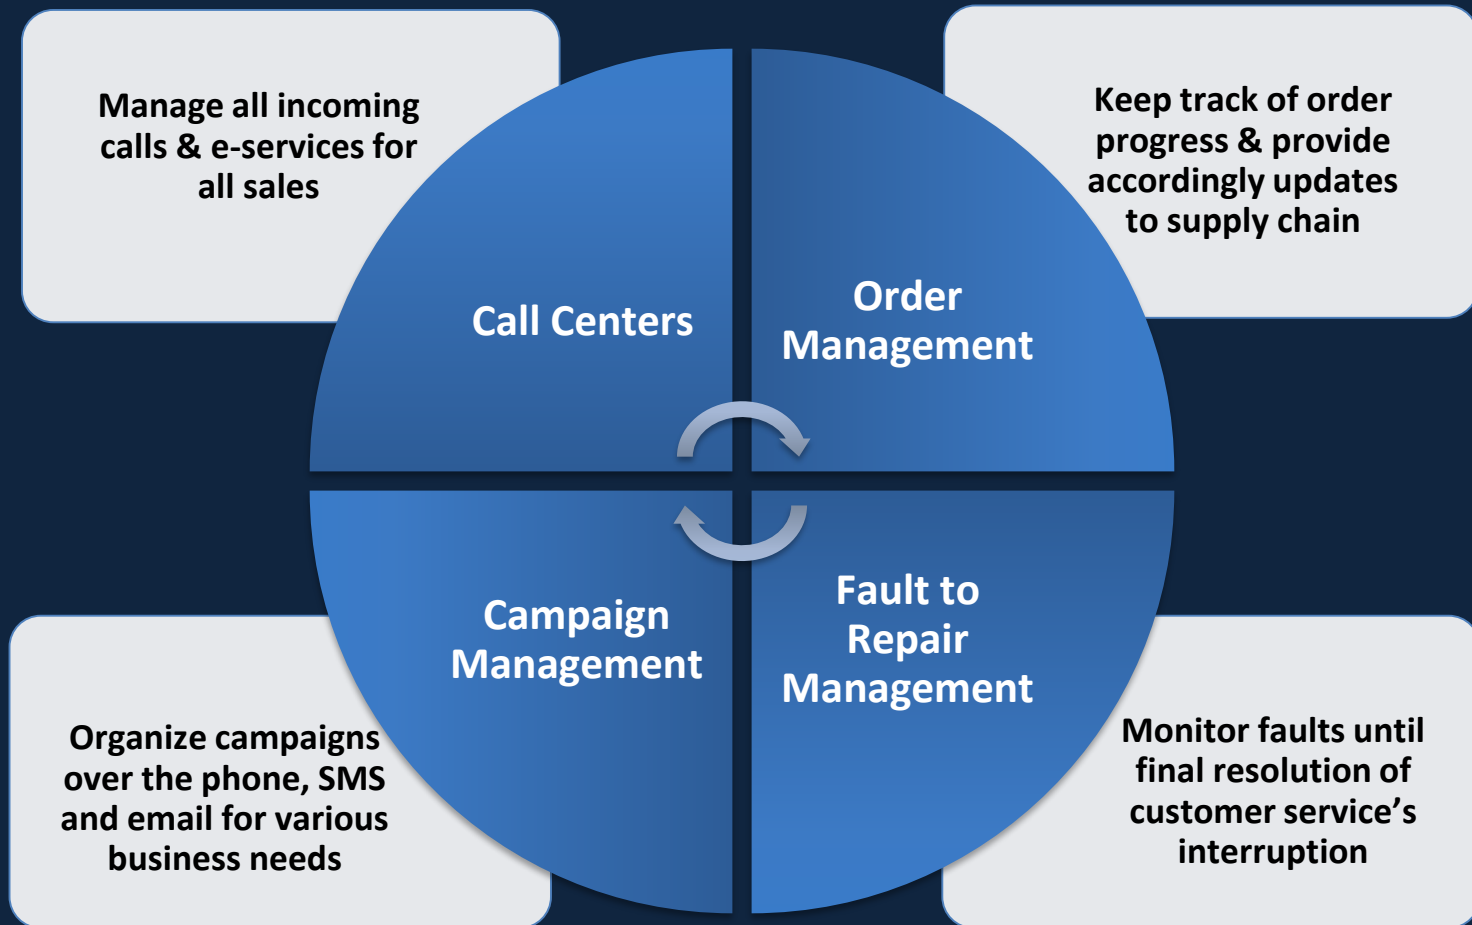 Manage all incoming
calls & e-services for
all sales
Keep track of order
progress & provide
accordingly updates
to supply chain
Call Centers
Order
Management
Campaign
Management
Fault to
Repair
Management
Organize campaigns
over the phone, SMS
and email for various
business needs
Monitor faults until
final resolution of
customer service’s
interruption